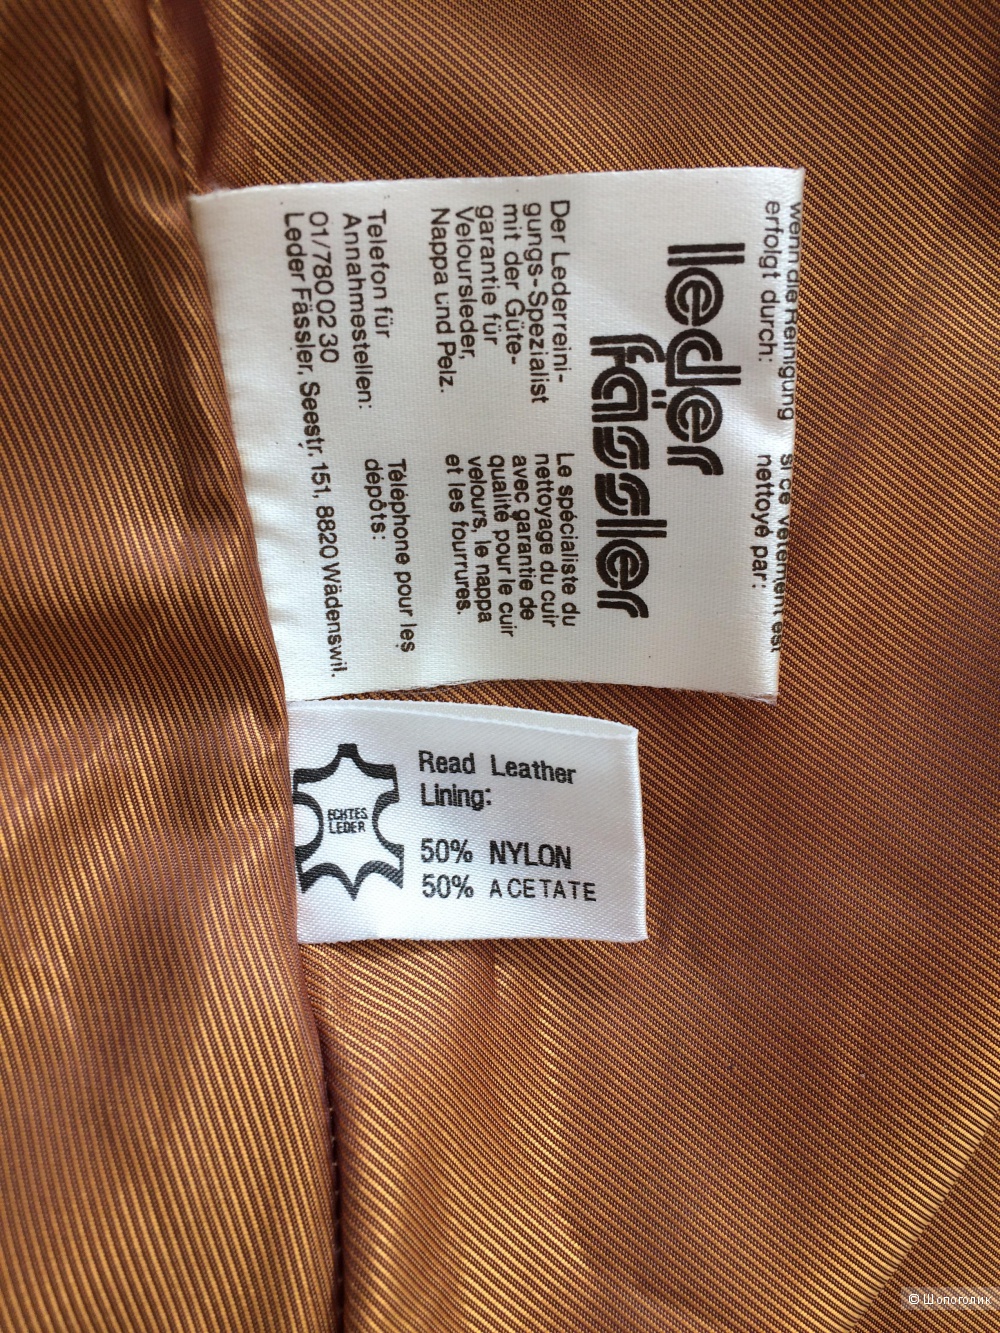 wenn die Reinigung
erfolgt durch:
si ce vêtement est
nettoyé par:
leder
fässler
Der Lederreini-
gungs-Spezialist
mit der Güte-
garantie für
Veloursleder,
Nappa und Pelz.
Le spécialiste du
nettoyage du cuir
avec garantie de
qualité pour le cuir
velours, le nappa
et les fourrures.
Telefon für
Annahmestellen:
01/780 02 30
Téléphone pour les
dépôts:
Leder Fässler, Seestr. 151, 8820 Wädenswil.
ECHTES
LEDER
Read Leather
Lining:
50% NYLON
50% ACETATE
© Шопоголик